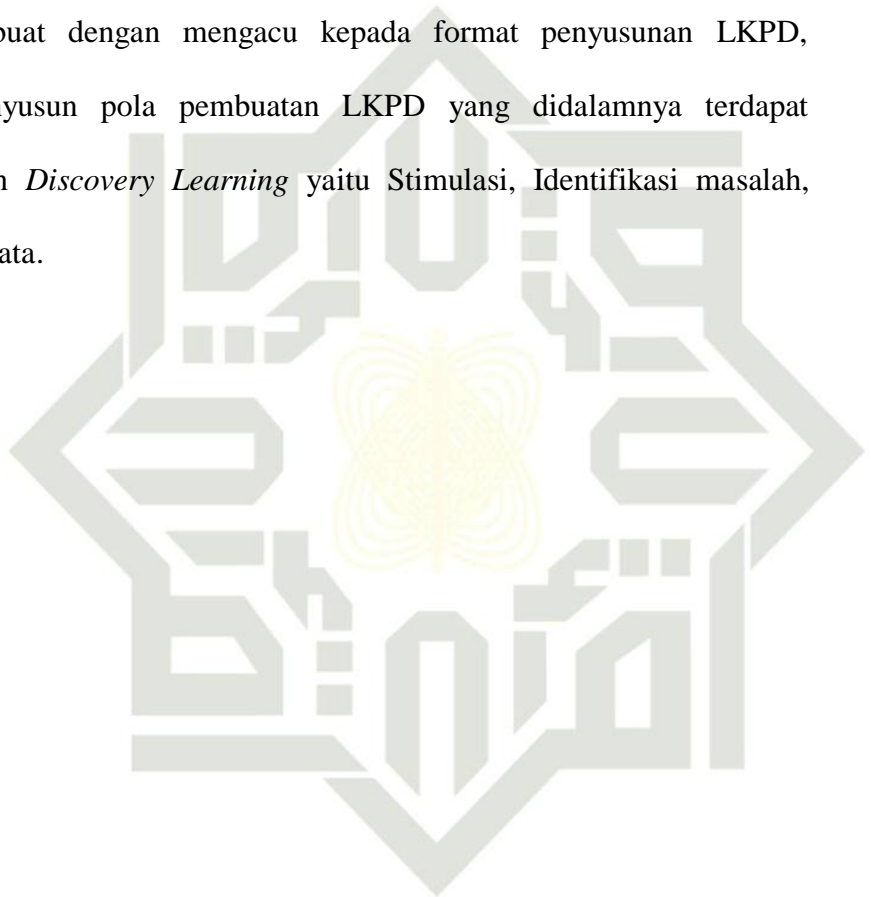 buat dengan mengacu kepada format penyusunan LKPD,
nyusun pola pembuatan LKPD yang didalamnya terdapat
n Discovery Learning yaitu Stimulasi, Identifikasi masalah,
ata.